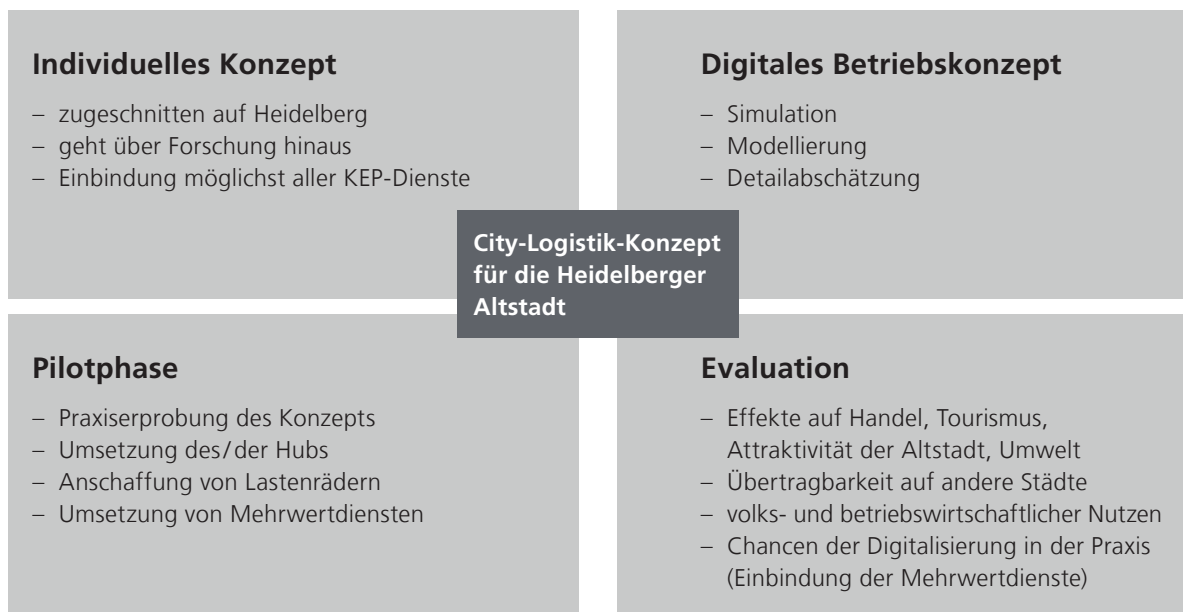 Individuelles Konzept
– zugeschnitten auf Heidelberg
– geht über Forschung hinaus
– Einbindung möglichst aller KEP-Dienste
Digitales Betriebskonzept
– Simulation
– Modellierung
– Detailabschätzung
City-Logistik-Konzept
für die Heidelberger
Altstadt
Pilotphase
– Praxiserprobung des Konzepts
– Umsetzung des/der Hubs
– Anschaffung von Lastenrädern
– Umsetzung von Mehrwertdiensten
Evaluation
– Effekte auf Handel, Tourismus,
Attraktivität der Altstadt, Umwelt
– Übertragbarkeit auf andere Städte
– volks- und betriebswirtschaftlicher Nutzen
– Chancen der Digitalisierung in der Praxis
(Einbindung der Mehrwertdienste)